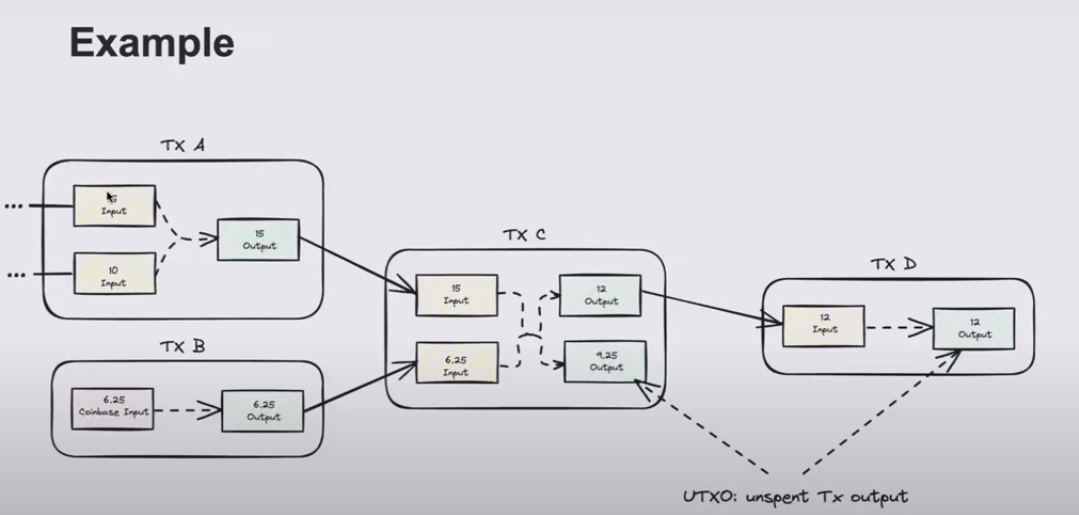 Example
TX A
5
Input
10
Input
15
Output
TX B
6.25
Coinbase Input
6.25
Output
TX C
15
Input
6.25
Input
12
Output
9.25
Output
TX D
12
Input
12
Output
UTXO: unspent Tx output